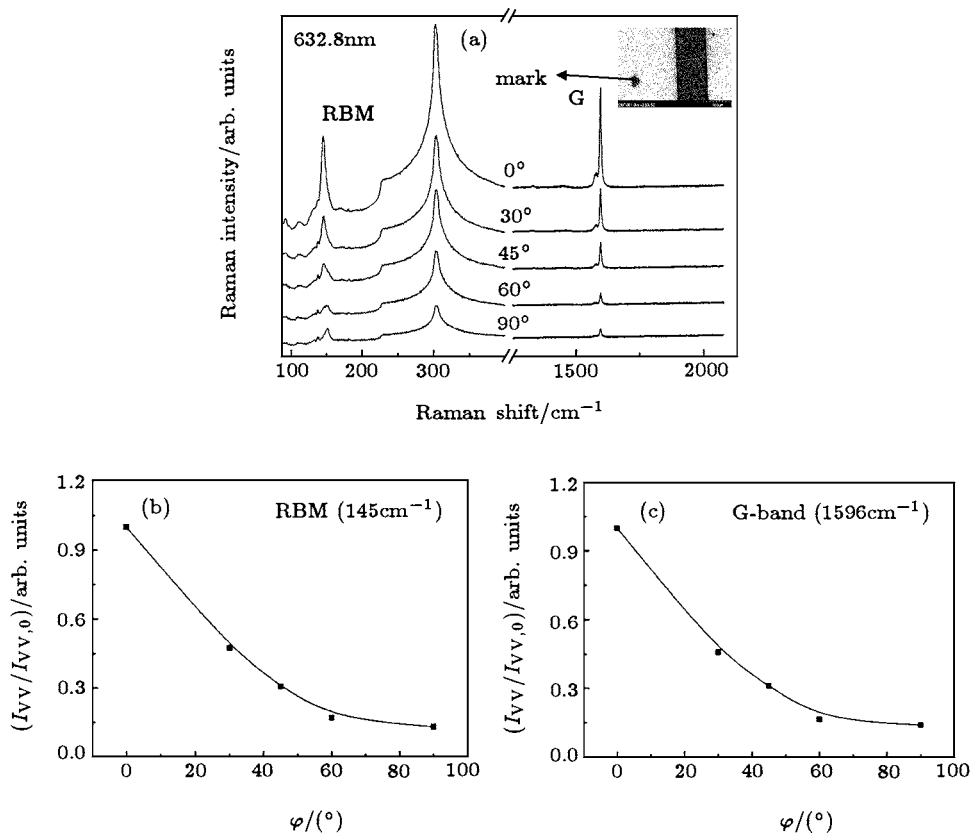 632.8nm
(a)
mark
G
RBM
0°
30°
45°
60°
90°
Raman intensity/arb. units
100 200 300 1500 2000
Raman shift/cm⁻¹
(b)
RBM (145cm⁻¹)
1.2
0.9
0.6
0.3
0.0
(I_VV/I_VV,0)/arb. units
0 20 40 60 80 100
φ/(°)
(c)
G-band (1596cm⁻¹)
1.2
0.9
0.6
0.3
0.0
(I_VV/I_VV,0)/arb. units
0 20 40 60 80 100
φ/(°)